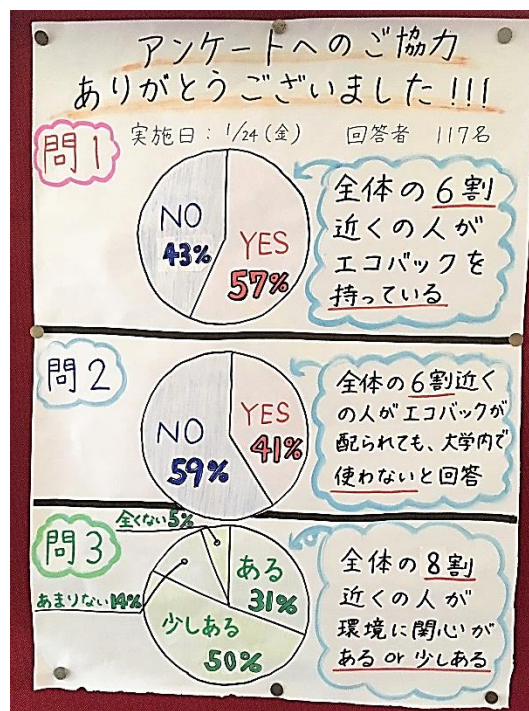 アンケートへのご協力
ありがとうございました!!!
実施日:1/24(金) 回答者 117名
問1
NO
43%
YES
57%
全体の6割
近くの人が
エコバックを
持っている
問2
NO
59%
YES
41%
全体の6割近く
の人がエコバックが
配られても、大学内で
使わないと回答
問3
全くない5%
あまりない14%
ある
31%
少しある
50%
全体の8割
近くの人が
環境に関心が
ある or 少しある